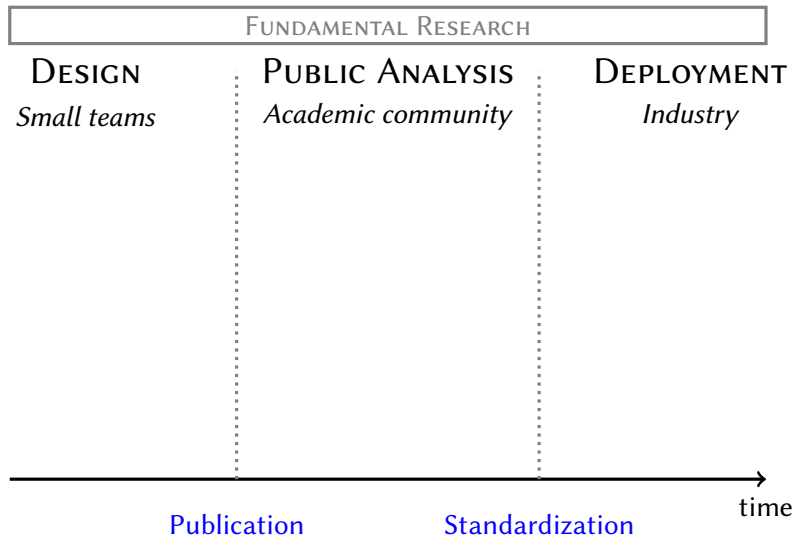 FUNDAMENTAL RESEARCH
DESIGN
PUBLIC ANALYSIS
DEPLOYMENT
Small teams
Academic community
Industry
time
Publication
Standardization